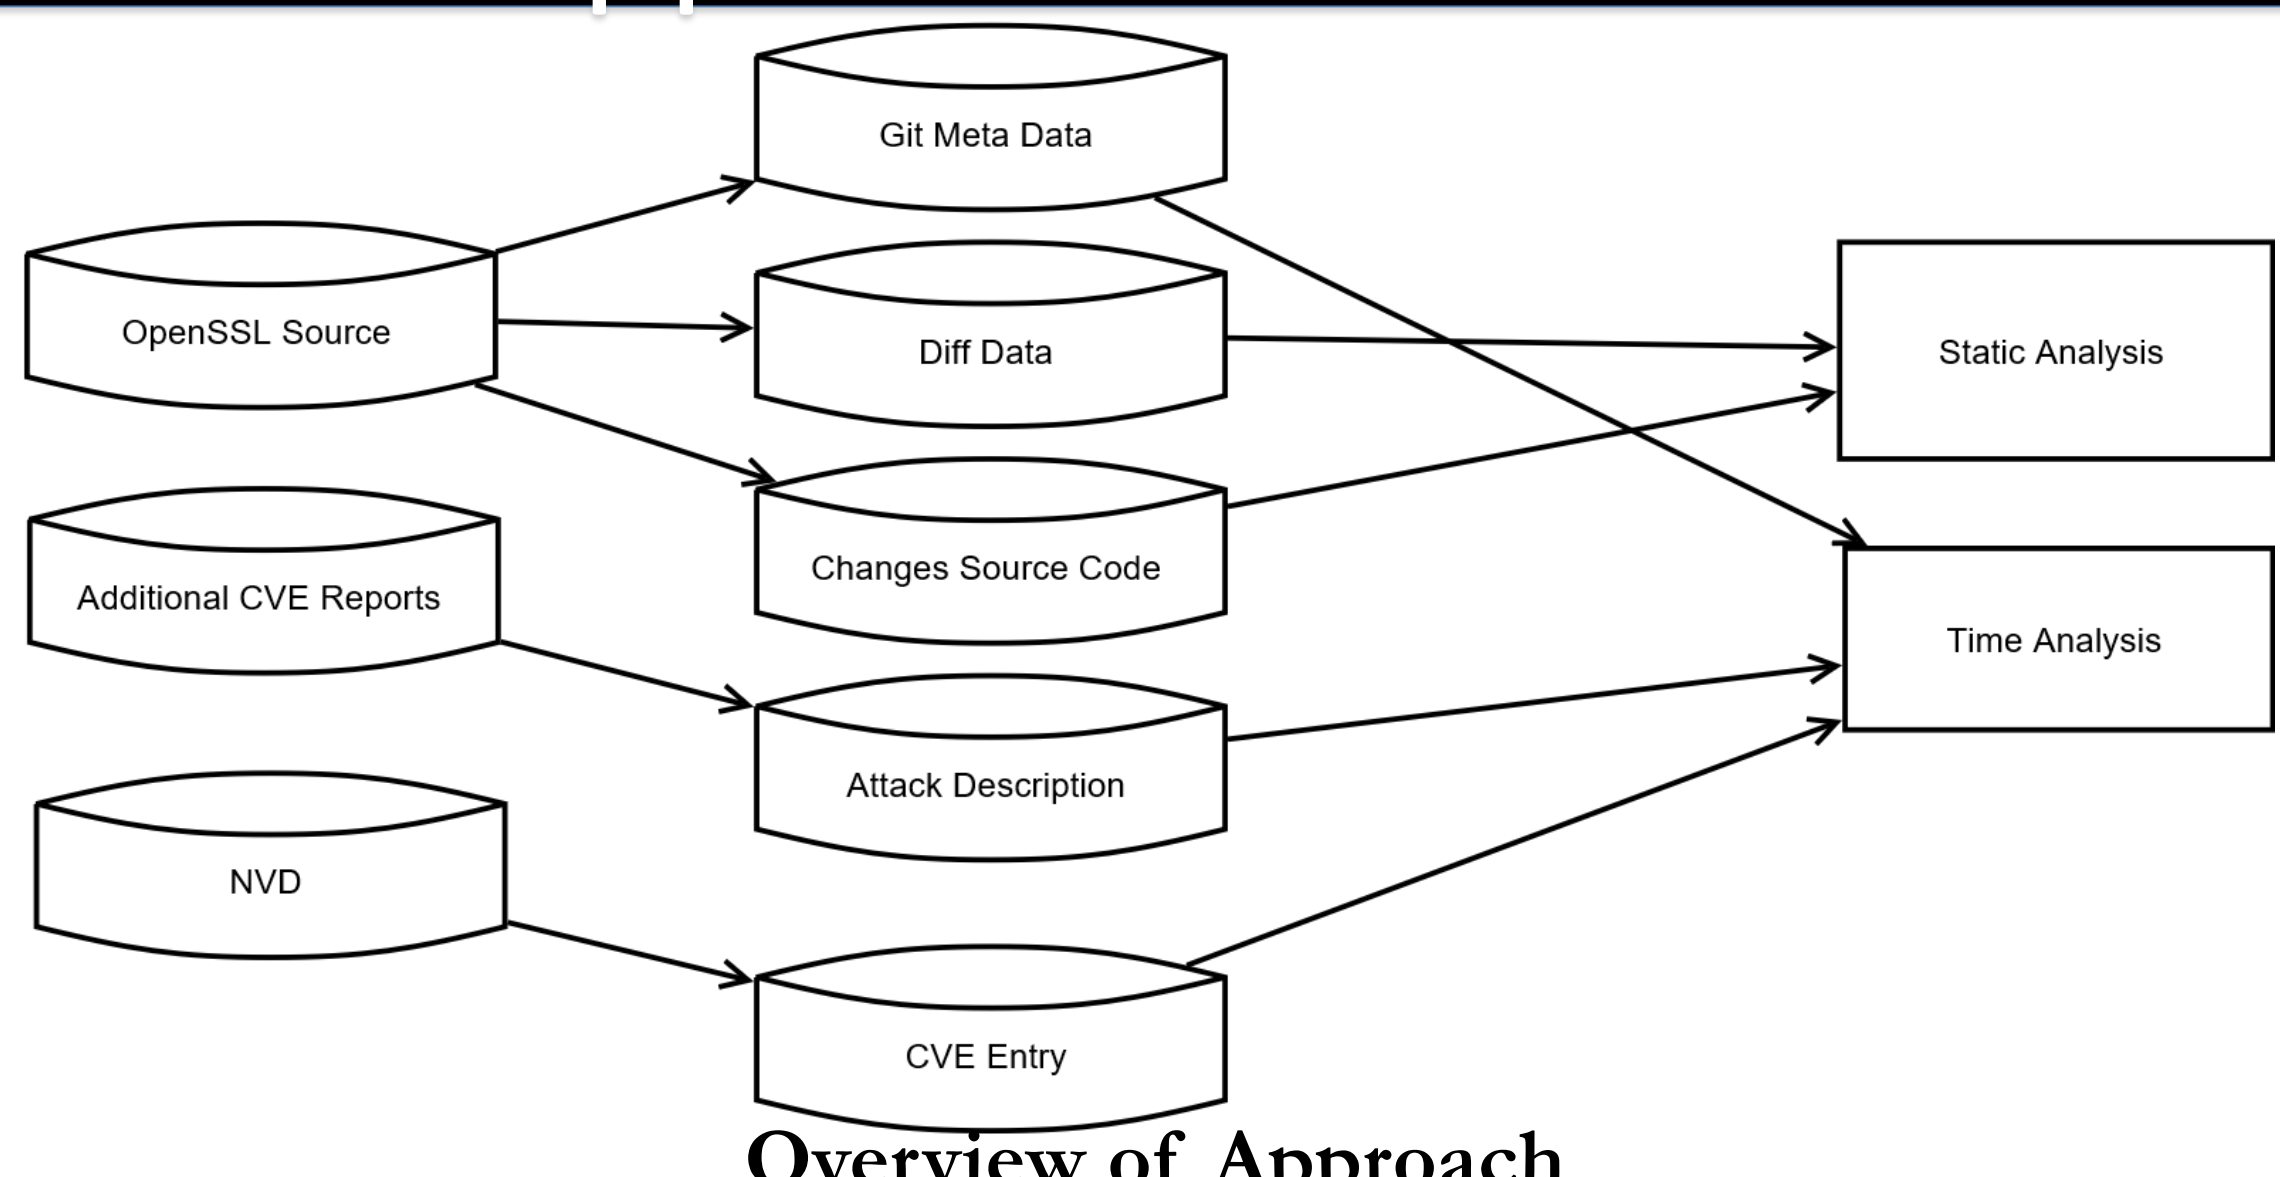 Git Meta Data
OpenSSL Source
Diff Data
Static Analysis
Changes Source Code
Additional CVE Reports
Time Analysis
Attack Description
NVD
CVE Entry
Overview of Approach